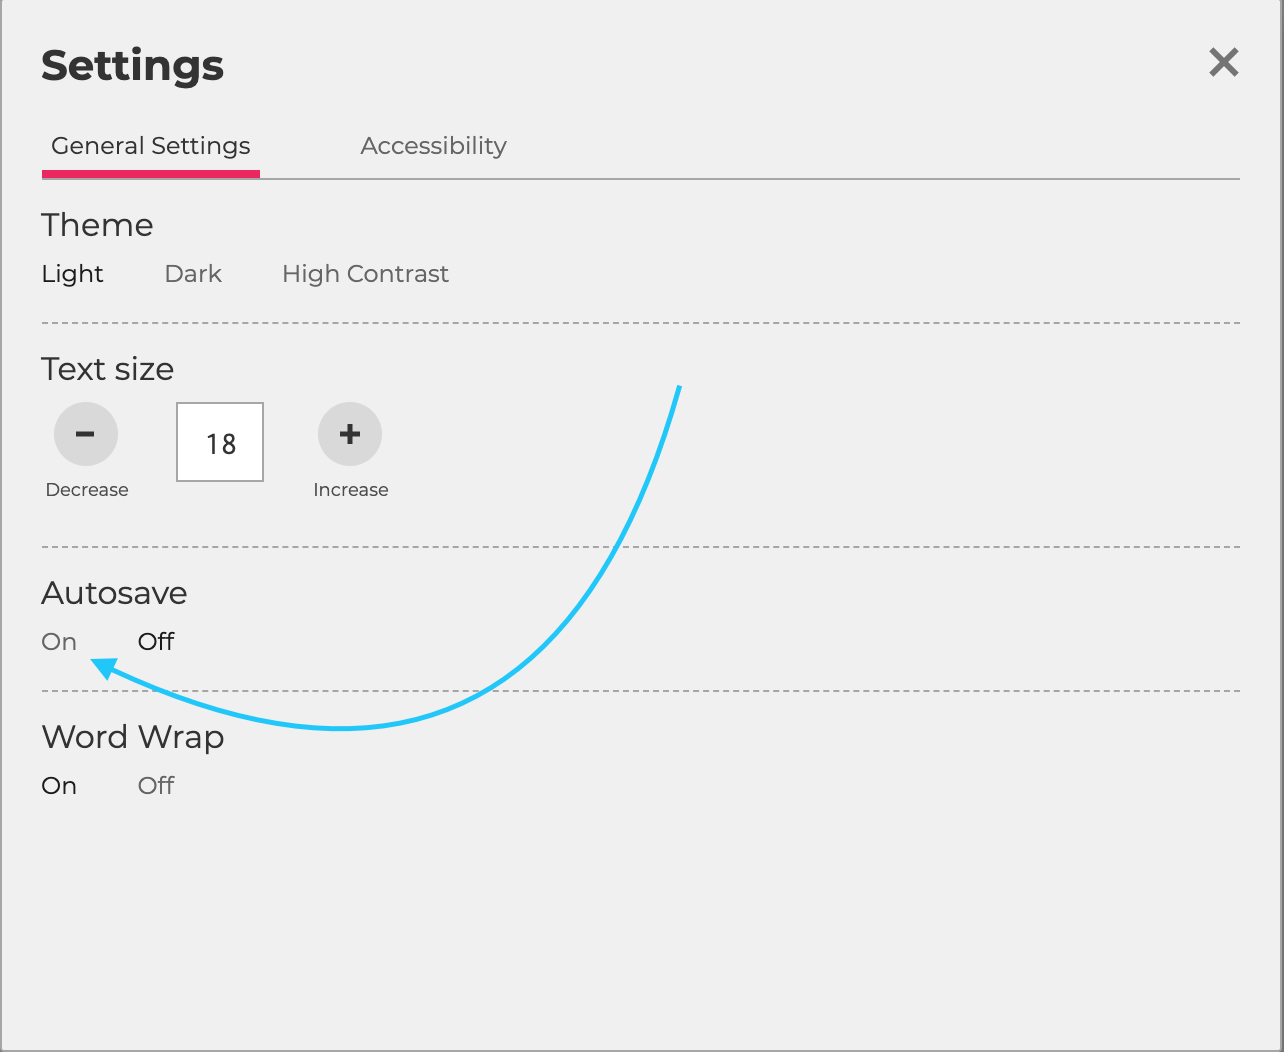 Settings
General Settings Accessibility
Theme
Light Dark High Contrast
Text size
18
Decrease Increase
Autosave
On Off
Word Wrap
On Off